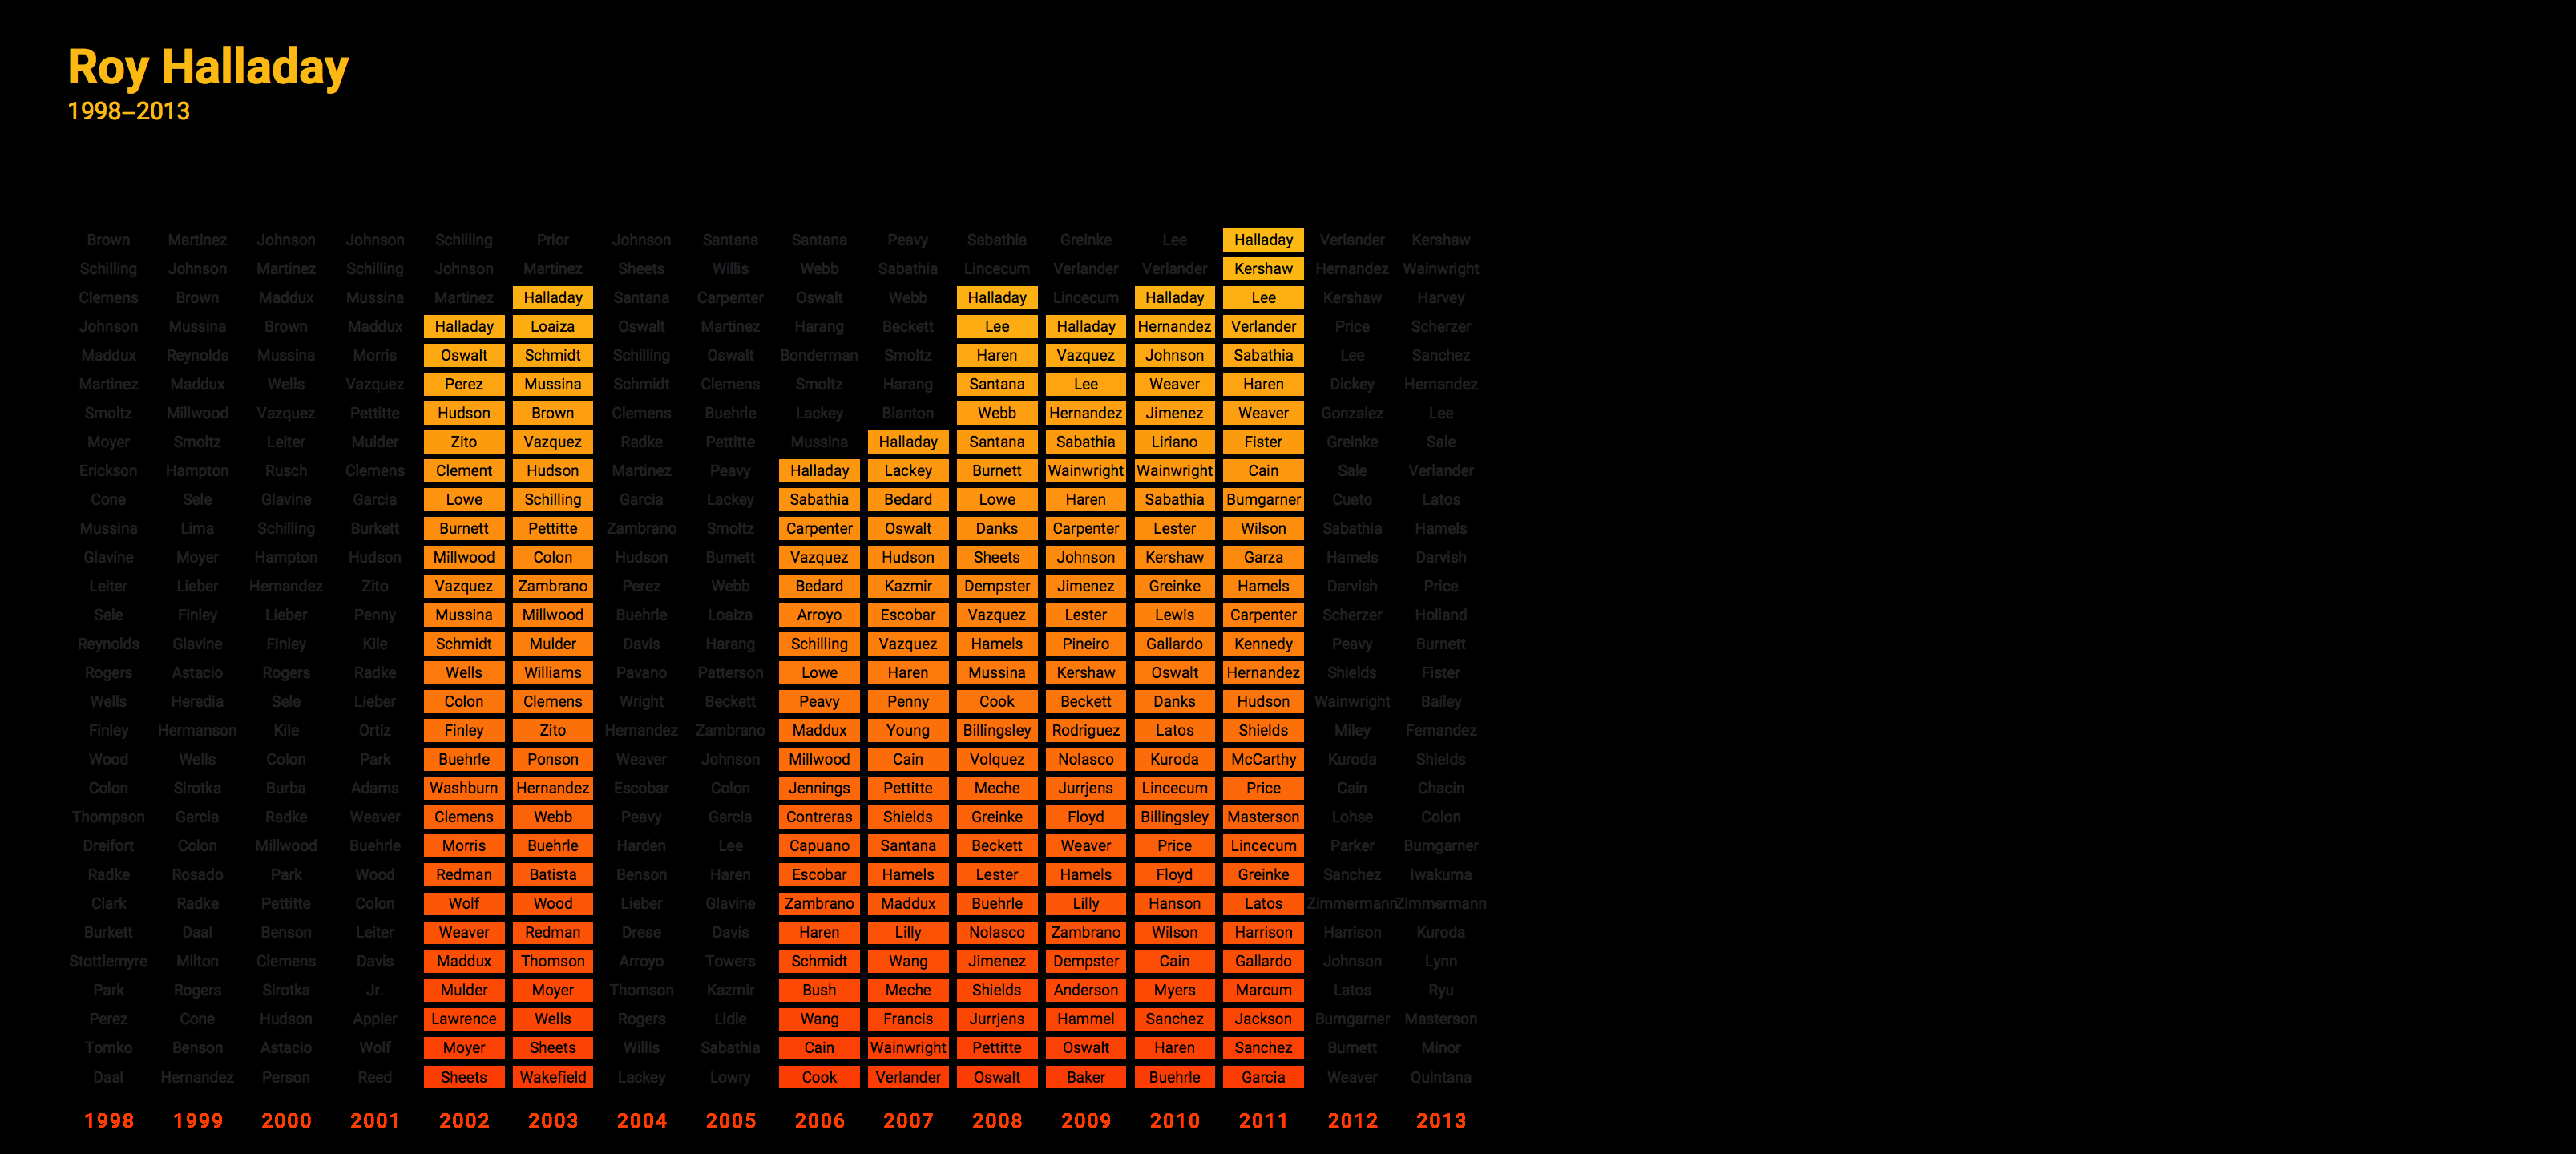 Roy Halladay
1998–2013
Brown Martinez Johnson Johnson Schilling Prior Johnson Santana Santana Peavy Sabathia Greinke Lee Halladay Verlander Kershaw
Schilling Johnson Martinez Schilling Johnson Martinez Sheets Willis Webb Sabathia Lincecum Verlander Verlander Kershaw Hernandez Wainwright
Clemens Brown Maddux Mussina Martinez Halladay Santana Carpenter Oswalt Webb Halladay Lincecum Halladay Lee Kershaw Harvey
Johnson Mussina Brown Maddux Halladay Loaiza Oswalt Martinez Harang Beckett Lee Halladay Hernandez Verlander Price Scherzer
Maddux Reynolds Mussina Morris Oswalt Schmidt Schilling Oswalt Bonderman Smoltz Haren Vazquez Johnson Sabathia Lee Sanchez
Martinez Maddux Wells Vazquez Perez Mussina Schmidt Clemens Smoltz Harang Santana Lee Weaver Haren Dickey Hernandez
Smoltz Millwood Vazquez Pettitte Hudson Brown Clemens Buehrle Lackey Blanton Webb Hernandez Jimenez Weaver Gonzalez Lee
Moyer Smoltz Leiter Mulder Zito Vazquez Radke Pettitte Mussina Halladay Santana Sabathia Liriano Fister Greinke Sale
Erickson Hampton Rusch Clemens Clement Hudson Martinez Peavy Halladay Lackey Burnett Wainwright Wainwright Cain Sale Verlander
Cone Sele Glavine Garcia Lowe Schilling Garcia Lackey Sabathia Bedard Lowe Haren Sabathia Bumgarner Cueto Latos
Mussina Lima Schilling Burkett Burnett Pettitte Zambrano Smoltz Carpenter Oswalt Danks Carpenter Lester Wilson Sabathia Hamels
Glavine Moyer Hampton Hudson Millwood Colon Hudson Burnett Vazquez Hudson Sheets Johnson Kershaw Garza Hamels Darvish
Leiter Lieber Hernandez Zito Vazquez Zambrano Perez Webb Bedard Kazmir Dempster Jimenez Greinke Hamels Darvish Price
Sele Finley Lieber Penny Mussina Millwood Buehrle Loaiza Arroyo Escobar Vazquez Lester Lewis Carpenter Scherzer Holland
Reynolds Glavine Finley Kile Schmidt Mulder Davis Harang Schilling Vazquez Hamels Pineiro Gallardo Kennedy Peavy Burnett
Rogers Astacio Rogers Radke Wells Williams Pavano Patterson Lowe Haren Mussina Kershaw Oswalt Hernandez Shields Fister
Wells Heredia Sele Lieber Colon Clemens Wright Beckett Peavy Penny Cook Beckett Danks Hudson Wainwright Bailey
Finley Hermanson Kile Ortiz Finley Zito Hernandez Zambrano Maddux Young Billingsley Rodriguez Latos Shields Miley Fernandez
Wood Wells Colon Park Buehrle Ponson Weaver Johnson Millwood Cain Volquez Nolasco Kuroda McCarthy Kuroda Shields
Colon Sirotka Burba Adams Washburn Hernandez Escobar Colon Jennings Pettitte Meche Jurrjens Lincecum Price Cain Chacin
Thompson Garcia Radke Weaver Clemens Webb Peavy Garcia Contreras Shields Greinke Floyd Billingsley Masterson Lohse Colon
Dreifort Colon Millwood Buehrle Morris Buehrle Harden Lee Capuano Santana Beckett Weaver Price Lincecum Parker Bumgarner
Radke Rosado Park Wood Redman Batista Benson Haren Escobar Hamels Lester Hamels Floyd Greinke Sanchez Iwakuma
Clark Radke Pettitte Colon Wolf Wood Lieber Glavine Zambrano Maddux Buehrle Lilly Hanson Latos Zimmermann Zimmermann
Burkett Daal Benson Leiter Weaver Redman Drese Davis Haren Lilly Nolasco Zambrano Wilson Harrison Harrison Kuroda
Stottlemyre Milton Clemens Davis Maddux Thomson Arroyo Towers Schmidt Wang Jimenez Dempster Cain Gallardo Johnson Lynn
Park Rogers Sirotka Jr. Mulder Moyer Thomson Kazmir Bush Meche Shields Anderson Myers Marcum Latos Ryu
Perez Cone Hudson Appier Lawrence Wells Rogers Lidle Wang Francis Jurrjens Hammel Sanchez Jackson Bumgarner Masterson
Tomko Benson Astacio Wolf Moyer Sheets Willis Sabathia Cain Wainwright Pettitte Oswalt Haren Sanchez Burnett Minor
Daal Hernandez Person Reed Sheets Wakefield Lackey Lowry Cook Verlander Oswalt Baker Buehrle Garcia Weaver Quintana
1998 1999 2000 2001 2002 2003 2004 2005 2006 2007 2008 2009 2010 2011 2012 2013